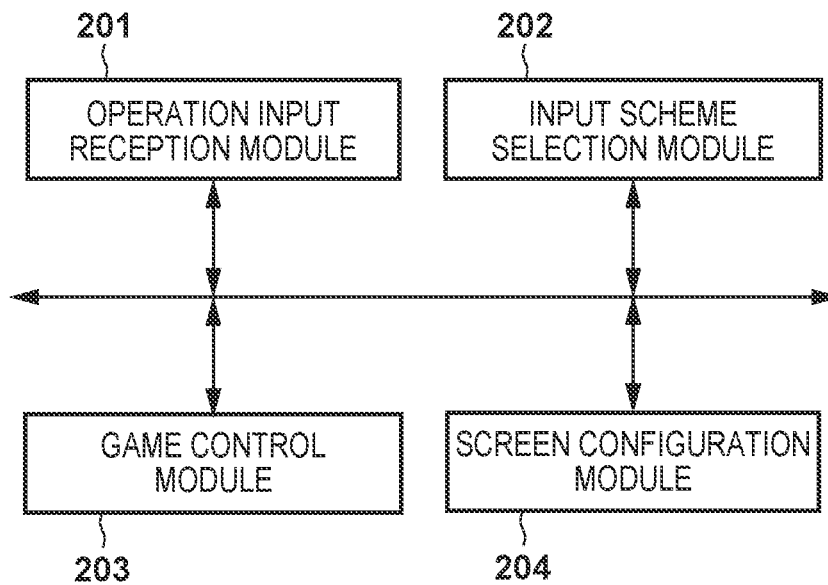 201
202
OPERATION INPUT
RECEPTION MODULE
INPUT SCHEME
SELECTION MODULE
GAME CONTROL
MODULE
SCREEN CONFIGURATION
MODULE
203
204